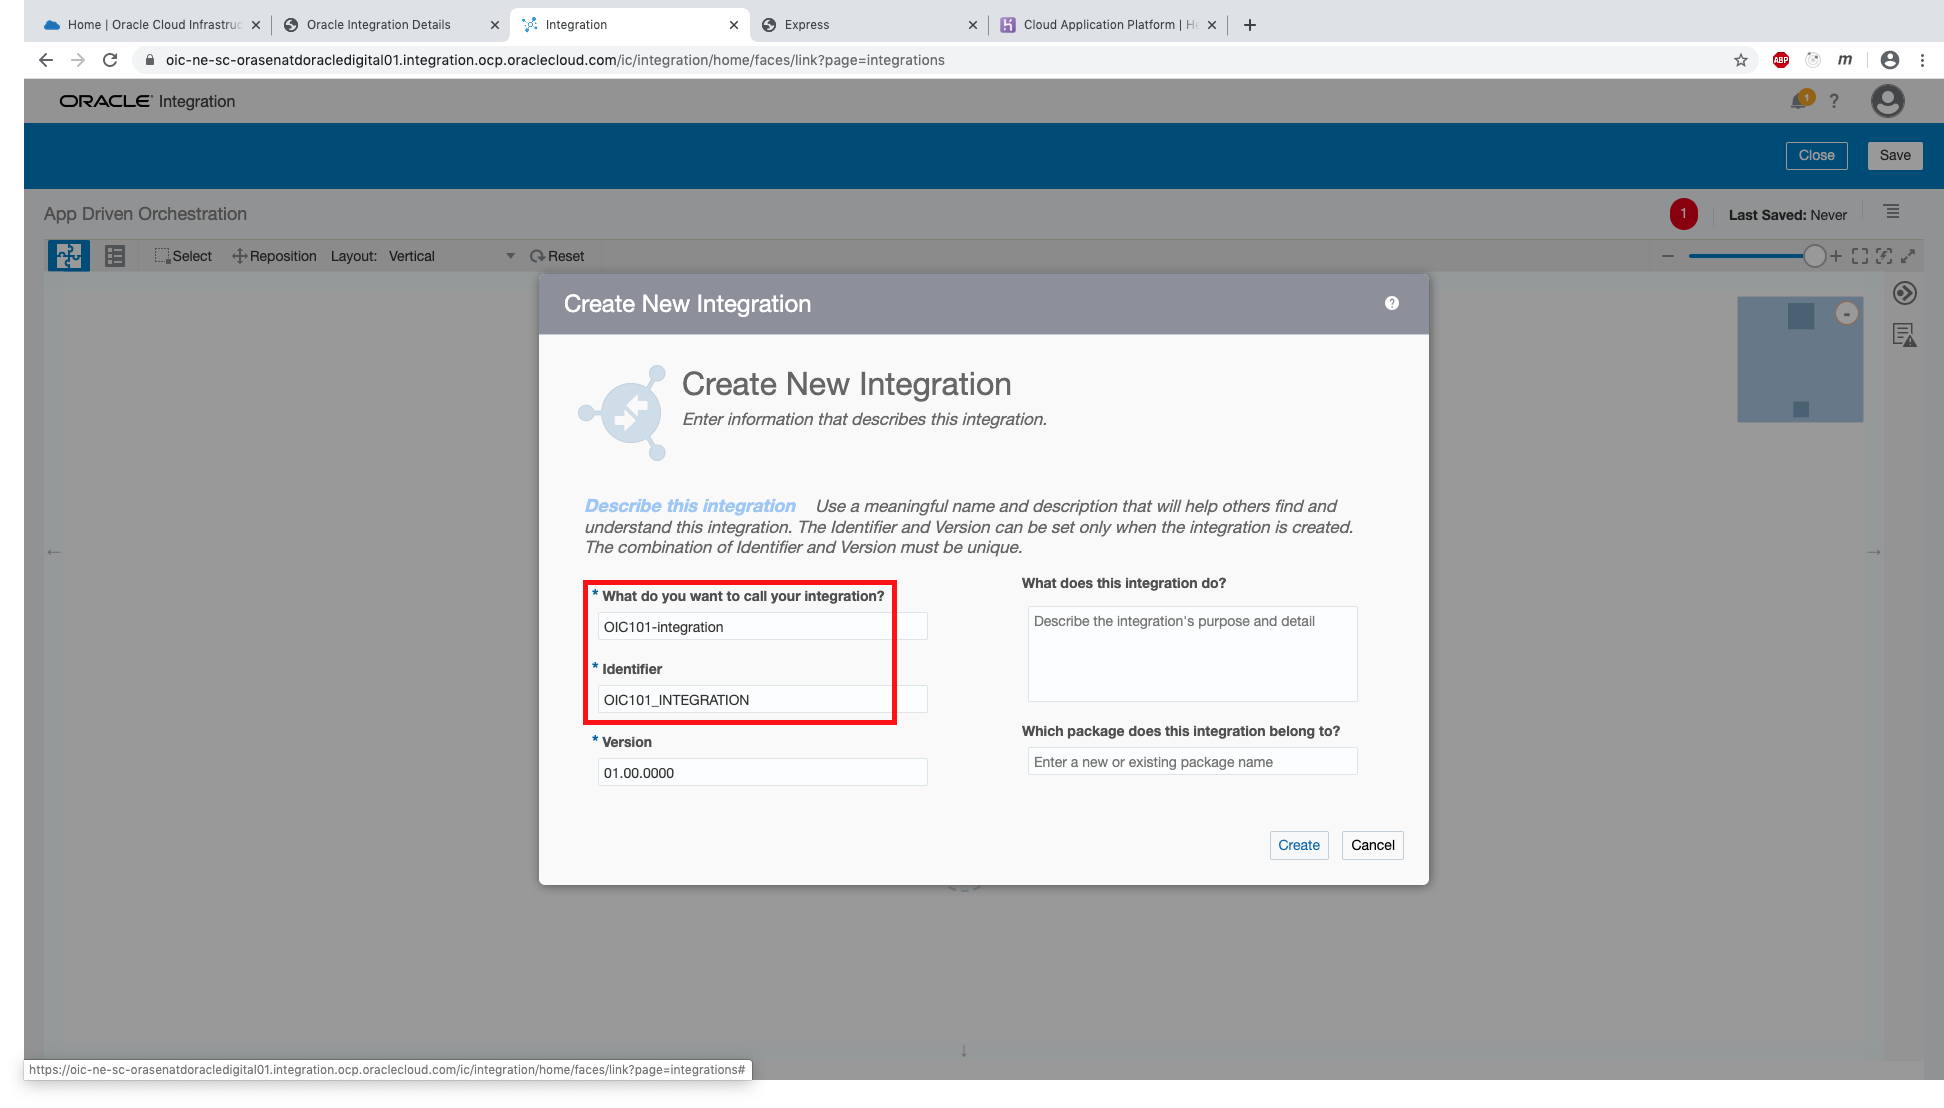 Home | Oracle Cloud Infrastruc
Oracle Integration Details
Integration
Express
Cloud Application Platform | He
oic-ne-sc-orasenatdoracledigital01.integration.ocp.oraclecloud.com/ic/integration/home/faces/link?page=integrations
ABP
m
ORACLE Integration
1
?
Close
Save
App Driven Orchestration
1
Last Saved: Never
Select
Reposition
Layout: Vertical
Reset
Create New Integration
?
Create New Integration
Enter information that describes this integration.
Describe this integration Use a meaningful name and description that will help others find and
understand this integration. The Identifier and Version can be set only when the integration is created.
The combination of Identifier and Version must be unique.
* What do you want to call your integration?
OIC101-integration
* Identifier
OIC101_INTEGRATION
* Version
01.00.0000
What does this integration do?
Describe the integration's purpose and detail
Which package does this integration belong to?
Enter a new or existing package name
Create
Cancel
https://oic-ne-sc-orasenatdoracledigital01.integration.ocp.oraclecloud.com/ic/integration/home/faces/link?page=integrations#